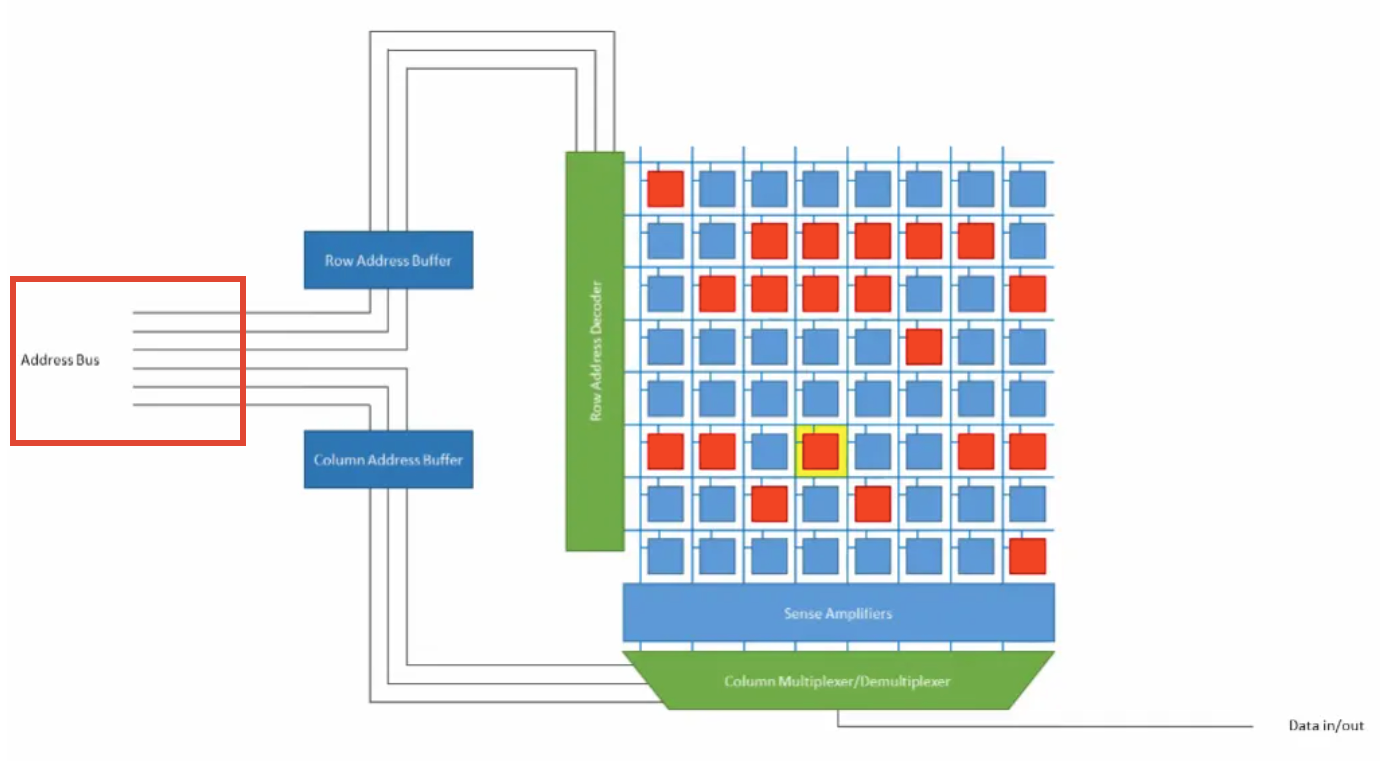 Row Address Buffer
Address Bus
Row Address Decoder
Column Address Buffer
Sense Amplifiers
Column Multiplexer/Demultiplexer
Data in/out